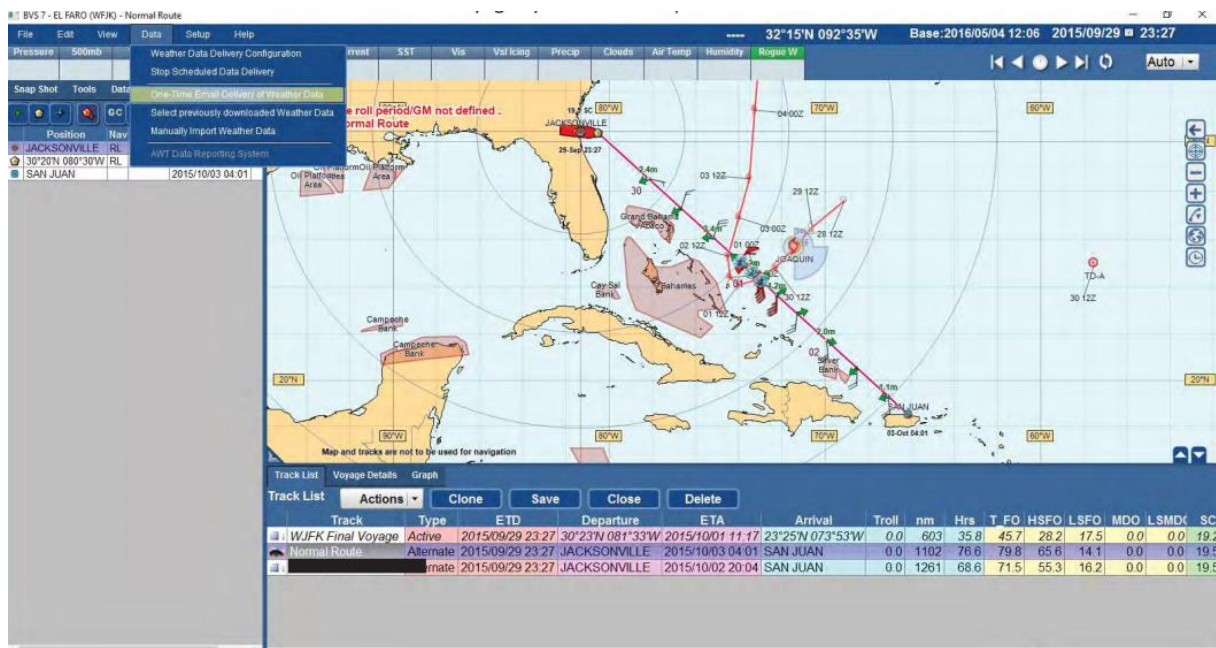 BVS 7 - EL FARO (WFJK) - Normal Route
File Edit View Data Setup Help
---- 32°15'N 092°35'W Base:2016/05/04 12:06 2015/09/29 23:27
Pressure 500mb rrent SST Vis Vsl Icing Precip Clouds Air Temp Humidity Rogue W
Auto
Weather Data Delivery Configuration
Stop Scheduled Data Delivery
One-Time Email Delivery of Weather Data
Select previously downloaded Weather Data
Manually Import Weather Data
AWT Data Reporting System
Snap Shot Tools Data
GC
Position Nav
JACKSONVILLE RL
30°20'N 080°30'W RL
SAN JUAN 2015/10/03 04:01
e roll period/GM not defined .
ormal Route
19.5 SC 80°W 70°W 60°W
04 00Z
JACKSONVILLE
29-Sep 23:27
Oil Platform
Area
Oil Platform
Area
2.4m
03 12Z
30
29 12Z
Grand Bahama
Abaco
3.4m
03 00Z
28 12Z
02 12Z
01 00Z
JOAQUIN
TD-A
30 12Z
Cay Sal
Bank
Bahamas
01
4.2m
30 12Z
01 12Z
Campeche
Bank
Campeche
Bank
2.0m
02
Silver
Bank
20°N 20°N
1.1m
SAN JUAN
03-Oct 04:01
90°W 80°W 70°W 60°W
Map and tracks are not to be used for navigation
Track List Voyage Details Graph
Track List Actions Clone Save Close Delete
Track Type ETD Departure ETA Arrival Troll nm Hrs T_FO HSFO LSFO MDO LSMD SC
WJFK Final Voyage Active 2015/09/29 23:27 30°23'N 081°33'W 2015/10/01 11:17 23°25'N 073°53'W 0.0 603 35.8 45.7 28.2 17.5 0.0 0.0 19.2
Normal Route Alternate 2015/09/29 23:27 JACKSONVILLE 2015/10/03 04:01 SAN JUAN 0.0 1102 76.6 79.8 65.6 14.1 0.0 0.0 19.5
ernate 2015/09/29 23:27 JACKSONVILLE 2015/10/02 20:04 SAN JUAN 0.0 1261 68.6 71.5 55.3 16.2 0.0 0.0 19.5